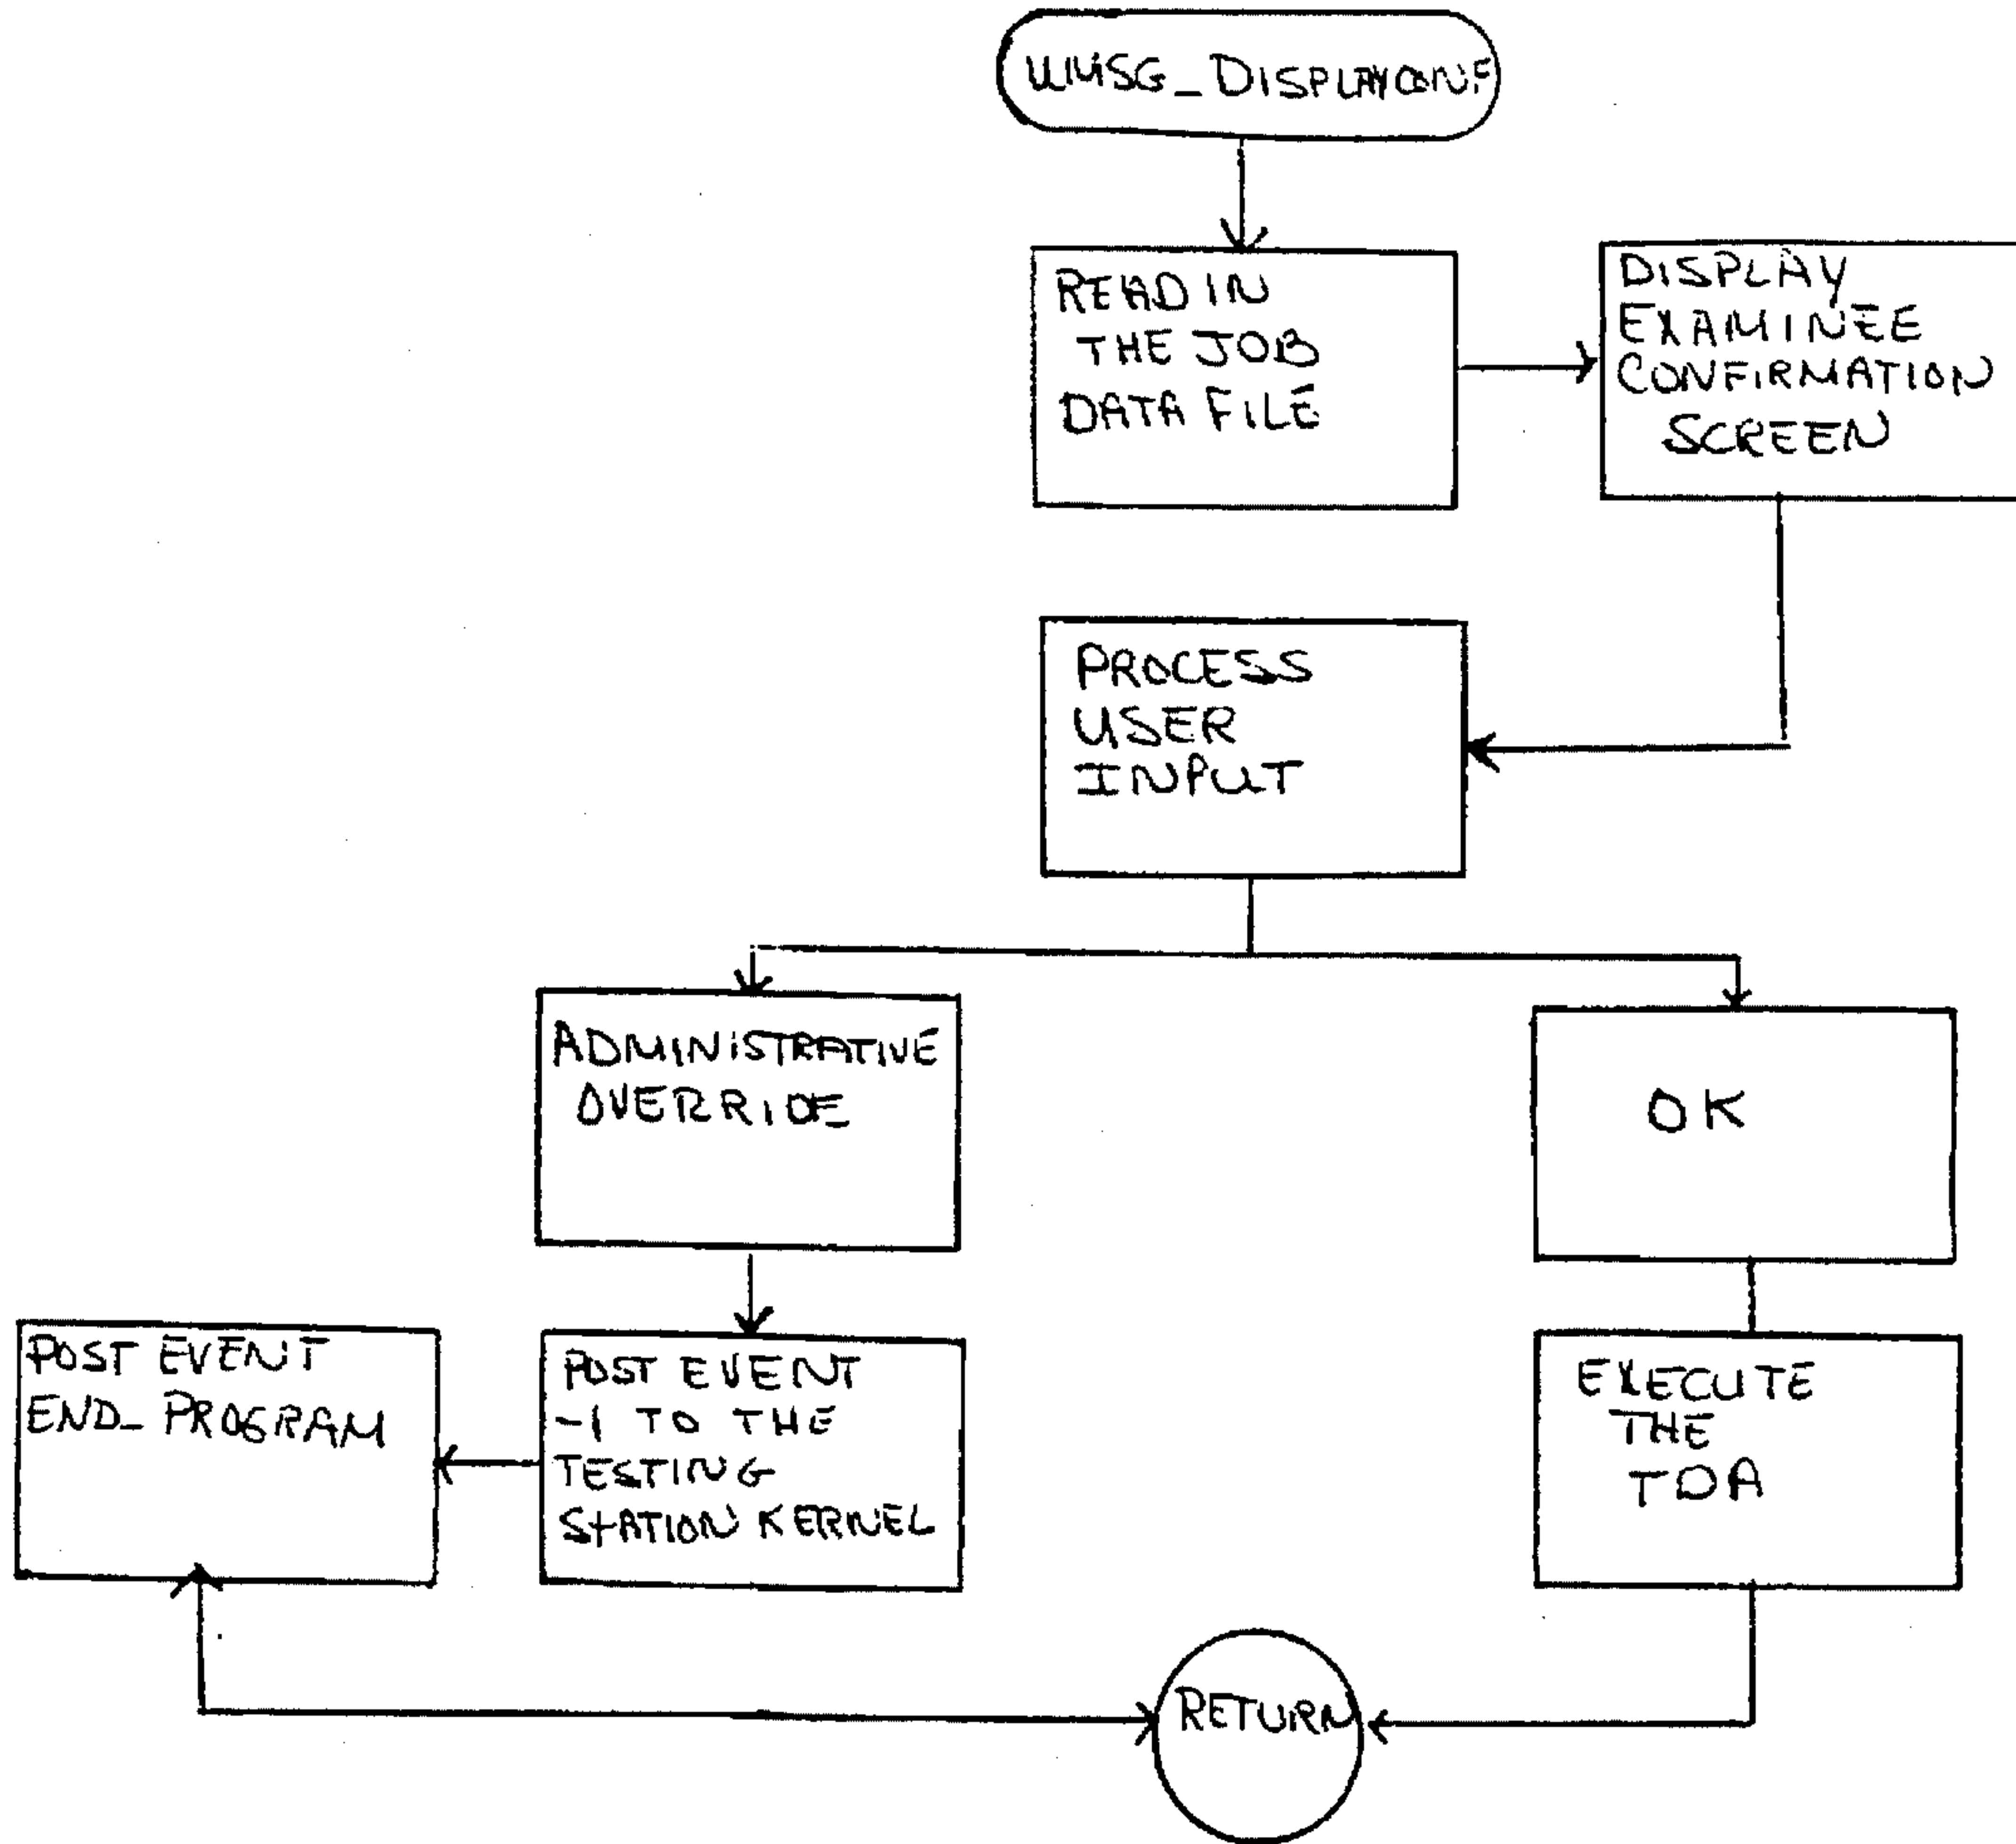 WMSG_DISPLAYCONF
READ IN
THE JOB
DATA FILE
DISPLAY
EXAMINEE
CONFIRMATION
SCREEN
PROCESS
USER
INPUT
ADMINISTRATIVE
OVERRIDE
OK
POST EVENT
END_PROGRAM
POST EVENT
-1 TO THE
TESTING
STATION KERNEL
EXECUTE
THE
TDA
RETURN